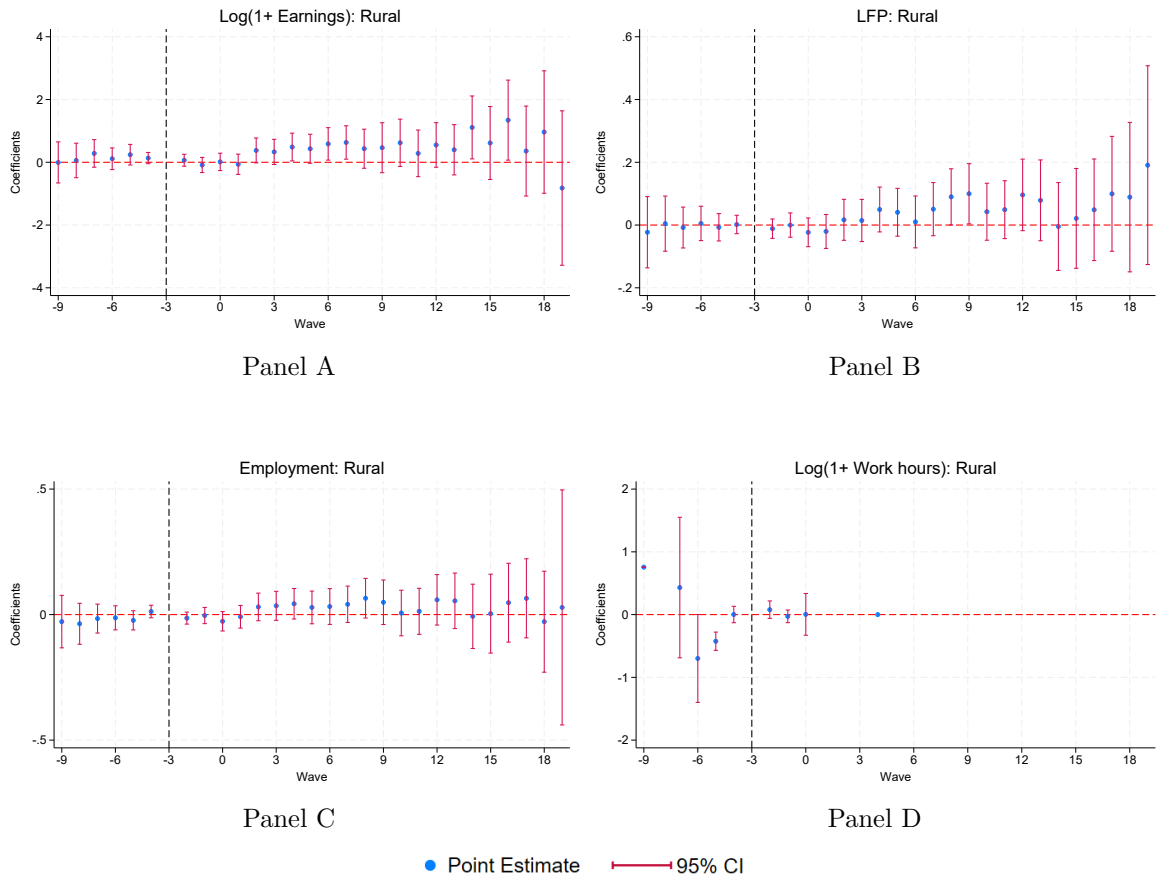 Log(1+ Earnings): Rural
4
2
0
-2
-4
Coefficients
-9 -6 -3 0 3 6 9 12 15 18
Wave
Panel A
LFP: Rural
.6
.4
.2
0
-.2
Coefficients
-9 -6 -3 0 3 6 9 12 15 18
Wave
Panel B
Employment: Rural
.5
0
-.5
Coefficients
-9 -6 -3 0 3 6 9 12 15 18
Wave
Panel C
Log(1+ Work hours): Rural
2
1
0
-1
-2
Coefficients
-9 -6 -3 0 3 6 9 12 15 18
Wave
Panel D
Point Estimate 95% CI